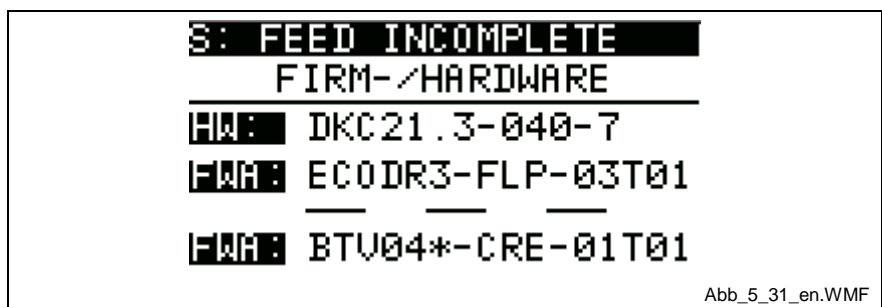 S: FEED INCOMPLETE
FIRM-/HARDWARE
HW: DKC21.3-040-7
FWA: ECODR3-FLP-03T01
FWA: BTV04*-CRE-01T01
Abb_5_31_en.WMF